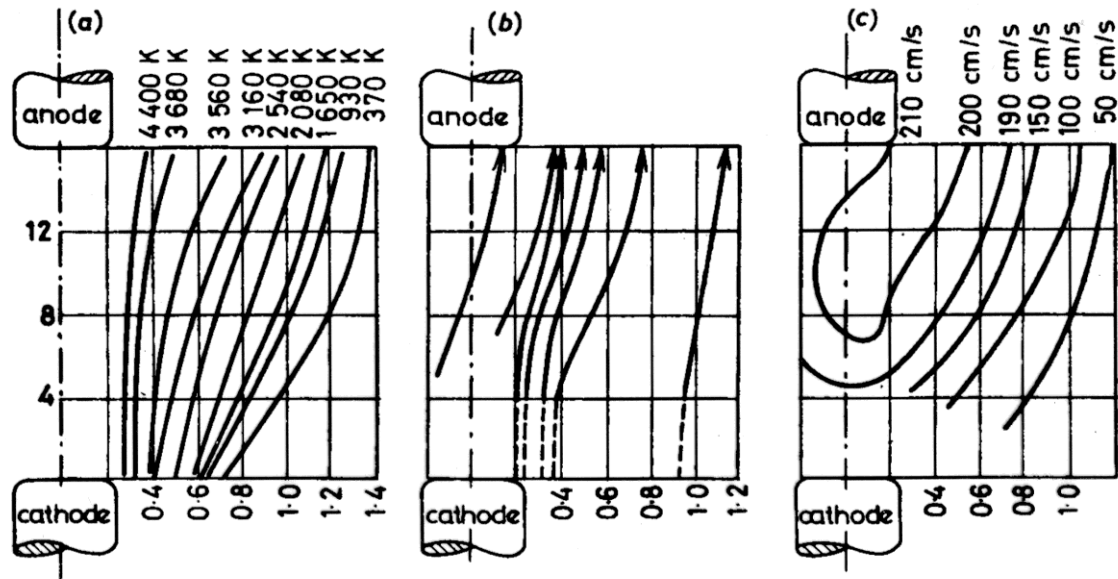 (a)
4 400 K
3 680 K
3 560 K
3 160 K
2 540 K
2 080 K
1 650 K
930 K
370 K
anode
12
8
4
cathode
0·4
0·6
0·8
1·0
1·2
1·4
(b)
anode
cathode
0·4
0·6
0·8
1·0
1·2
(c)
210 cm/s
200 cm/s
190 cm/s
150 cm/s
100 cm/s
50 cm/s
anode
cathode
0·4
0·6
0·8
1·0